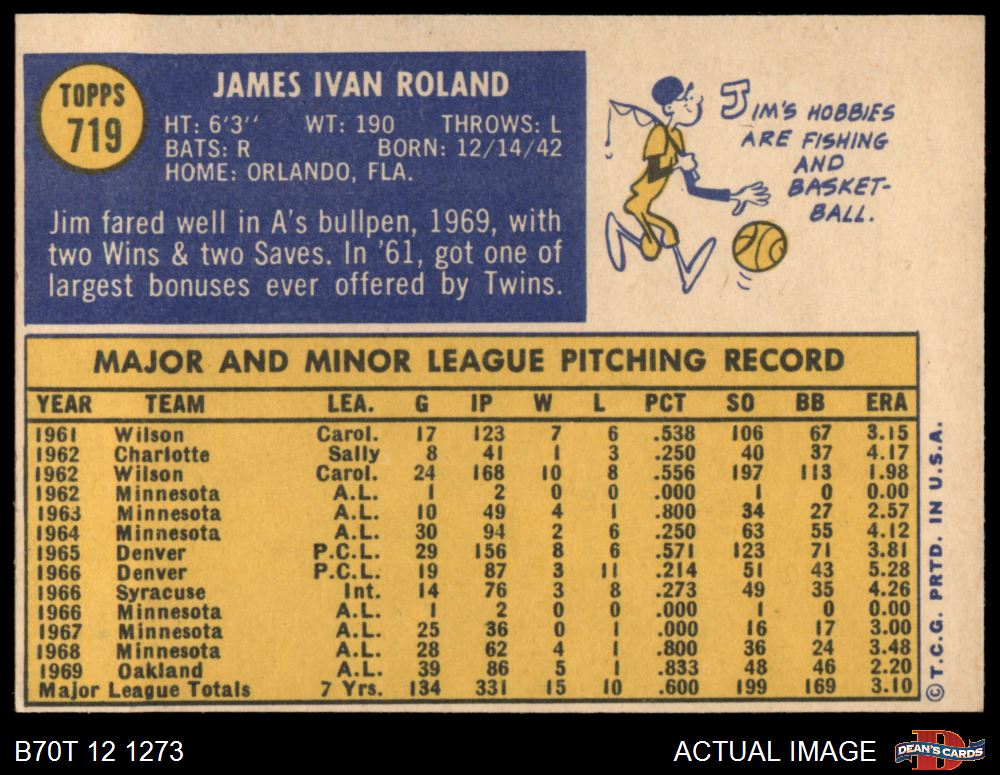 TOPPS
719
JAMES IVAN ROLAND
HT: 6'3'' WT: 190 THROWS: L
BATS: R BORN: 12/14/42
HOME: ORLANDO, FLA.
Jim fared well in A's bullpen, 1969, with
two Wins & two Saves. In '61, got one of
largest bonuses ever offered by Twins.
JIM'S HOBBIES
ARE FISHING
AND
BASKET-
BALL.
MAJOR AND MINOR LEAGUE PITCHING RECORD
YEAR TEAM LEA. G IP W L PCT SO BB ERA
1961 Wilson Carol. 17 123 7 6 .538 106 67 3.15
1962 Charlotte Sally 8 41 1 3 .250 40 37 4.17
1962 Wilson Carol. 24 168 10 8 .556 197 113 1.98
1962 Minnesota A.L. 1 2 0 0 .000 1 0 0.00
1963 Minnesota A.L. 10 49 4 1 .800 34 27 2.57
1964 Minnesota A.L. 30 94 2 6 .250 63 55 4.12
1965 Denver P.C.L. 29 156 8 6 .571 123 71 3.81
1966 Denver P.C.L. 19 87 3 11 .214 51 43 5.28
1966 Syracuse Int. 14 76 3 8 .273 49 35 4.26
1966 Minnesota A.L. 1 2 0 0 .000 1 0 0.00
1967 Minnesota A.L. 25 36 0 1 .000 16 17 3.00
1968 Minnesota A.L. 28 62 4 1 .800 36 24 3.48
1969 Oakland A.L. 39 86 5 1 .833 48 46 2.20
Major League Totals 7 Yrs. 134 331 15 10 .600 199 169 3.10
© T.C.G. PRTD. IN U.S.A.
B70T 12 1273
ACTUAL IMAGE
DEAN'S CARDS